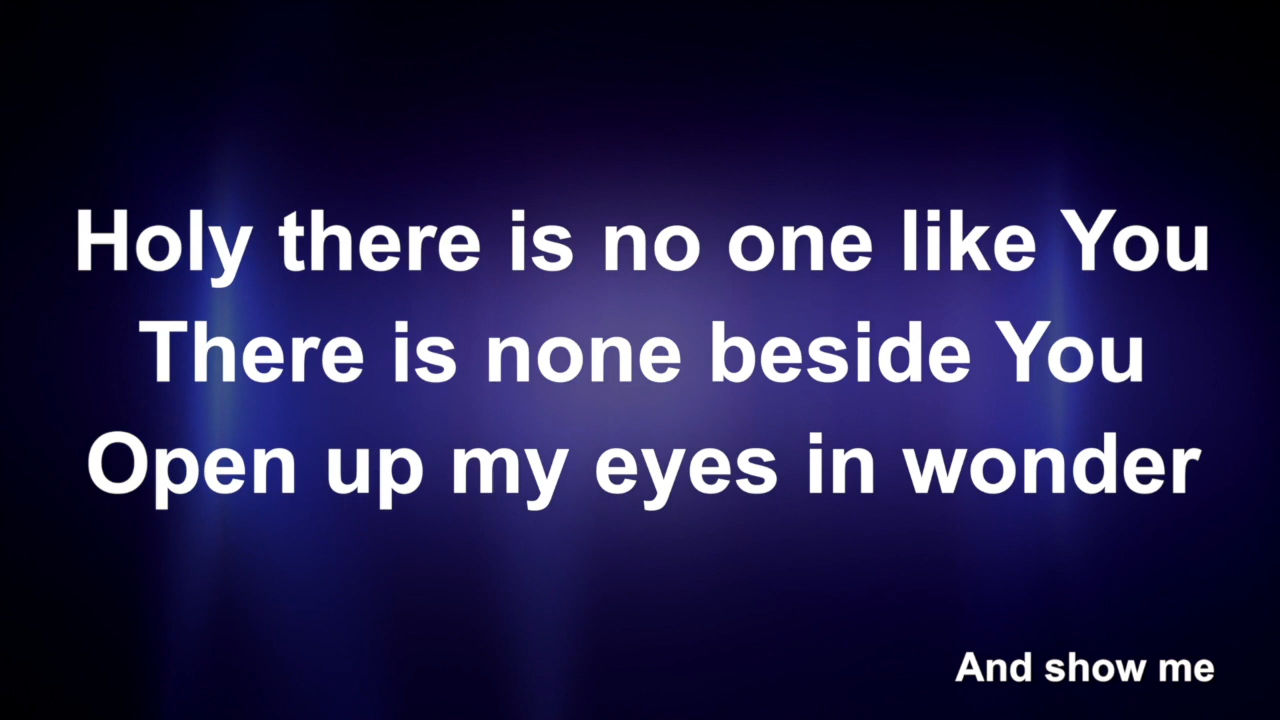 Holy there is no one like You
There is none beside You
Open up my eyes in wonder
And show me